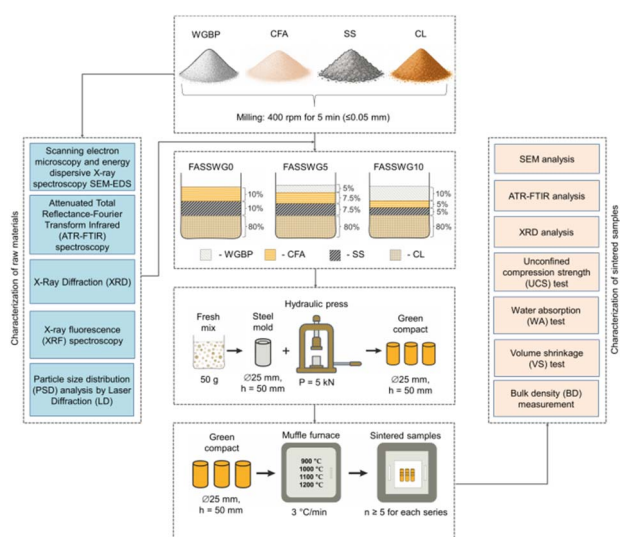 WGBP CFA SS CL
Milling: 400 rpm for 5 min (≤0.05 mm)
Characterization of raw materials
Scanning electron
microscopy and energy
dispersive X-ray
spectroscopy SEM-EDS
Attenuated Total
Reflectance-Fourier
Transform Infrared
(ATR-FTIR)
spectroscopy
X-Ray Diffraction (XRD)
X-ray fluorescence
(XRF) spectroscopy
Particle size distribution
(PSD) analysis by Laser
Diffraction (LD)
FASSWG0 FASSWG5 FASSWG10
10%
10%
80%
5%
7.5%
7.5%
80%
10%
5%
5%
80%
- WGBP - CFA - SS - CL
Fresh
mix
50 g
Steel
mold
Ø25 mm,
h = 50 mm
+
Hydraulic press
P = 5 kN
Green
compact
Ø25 mm,
h = 50 mm
Green
compact
Ø25 mm,
h = 50 mm
Muffle furnace
900 °C
1000 °C
1100 °C
1200 °C
3 °C/min
Sintered samples
n ≥ 5 for each series
SEM analysis
ATR-FTIR analysis
XRD analysis
Unconfined
compression strength
(UCS) test
Water absorption
(WA) test
Volume shrinkage
(VS) test
Bulk density (BD)
measurement
Characterization of sintered samples